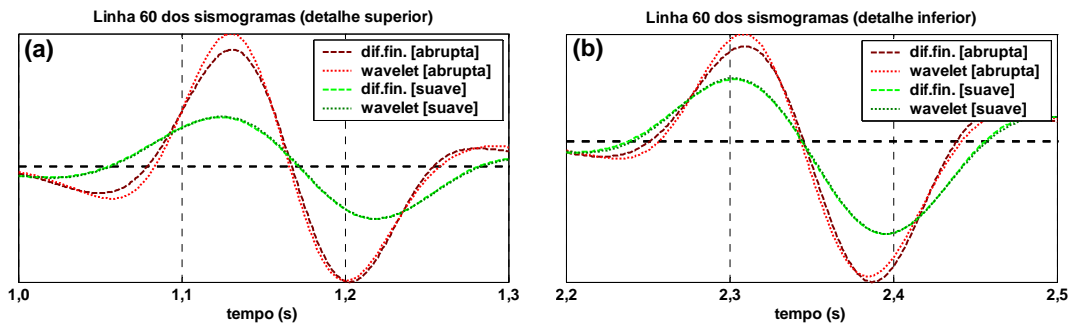 Linha 60 dos sismogramas (detalhe superior)
(a)
dif.fin. [abrupta]
wavelet [abrupta]
dif.fin. [suave]
wavelet [suave]
1,0 1,1 1,2 1,3
tempo (s)
Linha 60 dos sismogramas (detalhe inferior)
(b)
dif.fin. [abrupta]
wavelet [abrupta]
dif.fin. [suave]
wavelet [suave]
2,2 2,3 2,4 2,5
tempo (s)